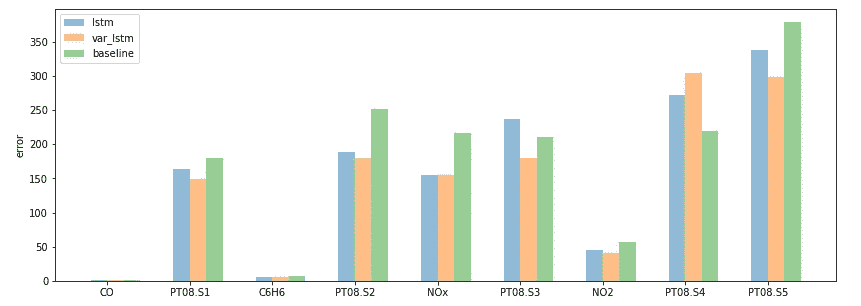 lstm
var_lstm
baseline
error
350
300
250
200
150
100
50
0
CO PT08.S1 C6H6 PT08.S2 NOx PT08.S3 NO2 PT08.S4 PT08.S5